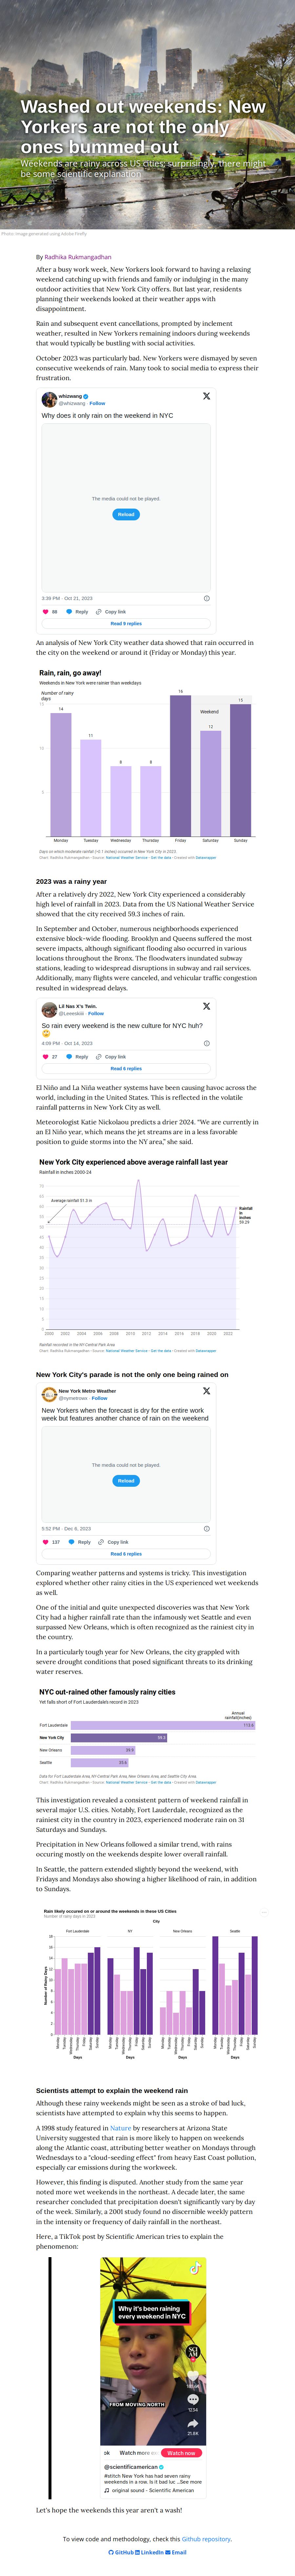 Washed out weekends: New
Yorkers are not the only
ones bummed out
Weekends are rainy across US cities; surprisingly, there might
be some scientific explanation
Photo: Image generated using Adobe Firefly
By Radhika Rukmangadhan
After a busy work week, New Yorkers look forward to having a relaxing
weekend catching up with friends and family or indulging in the many
outdoor activities that New York City offers. But last year, residents
planning their weekends looked at their weather apps with
disappointment.
Rain and subsequent event cancellations, prompted by inclement
weather, resulted in New Yorkers remaining indoors during weekends
that would typically be bustling with social activities.
October 2023 was particularly bad. New Yorkers were dismayed by seven
consecutive weekends of rain. Many took to social media to express their
frustration.
whizwang
@whizwang · Follow
Why does it only rain on the weekend in NYC
The media could not be played.
Reload
3:36 PM · Oct 21, 2023
88 Reply Copy link
Read 9 replies
An analysis of New York City weather data showed that rain occurred in
the city on the weekend or around it (Friday or Monday) this year.
Rain, rain, go away!
Weekends in New York were rainier than weekdays
Number of rainy
days
16
15
15
14
Weekend
12
11
10
8
8
5
Monday Tuesday Wednesday Thursday Friday Saturday Sunday
Days on which moderate rainfall (>0.1 inches) occurred in New York City in 2023.
Chart: Radhika Rukmangadhan • Source: National Weather Service • Get the data • Created with Datawrapper
2023 was a rainy year
After a relatively dry 2022, New York City experienced a considerably
high level of rainfall in 2023. Data from the US National Weather Service
showed that the city received 59.3 inches of rain.
In September and October, numerous neighborhoods experienced
extensive block-wide flooding. Brooklyn and Queens suffered the most
severe impacts, although significant flooding also occurred in various
locations throughout the Bronx. The floodwaters inundated subway
stations, leading to widespread disruptions in subway and rail services.
Additionally, many flights were canceled, and vehicular traffic congestion
resulted in widespread delays.
Lil Nas X's Twin.
Follow
So rain every weekend is the new culture for NYC huh?
🙄
4:09 PM · Oct 14, 2023
27 Reply Copy link
Read 6 replies
El Niño and La Niña weather systems have been causing havoc across the
world, including in the United States. This is reflected in the volatile
rainfall patterns in New York City as well.
Meteorologist Katie Nickolaou predicts a drier 2024. “We are currently in
an El Niño year, which means the jet streams are in a less favorable
position to guide storms into the NY area,” she said.
New York City experienced above average rainfall last year
Rainfall in inches 2000-24
70
65
60
55
50
45
40
35
30
25
20
15
10
5
0
Average rainfall 51.3 in
Rainfall
in
inches
59.29
2000 2002 2004 2006 2008 2010 2012 2014 2016 2018 2020 2022
Rainfall recorded in the NY Central Park Area
Chart: Radhika Rukmangadhan • Source: National Weather Service • Get the data • Created with Datawrapper
New York City's parade is not the only one being rained on
New York Metro Weather
@nymetrowx · Follow
New Yorkers when the forecast is dry for the entire work
week but features another chance of rain on the weekend
The media could not be played.
Reload
5:52 PM · Dec 6, 2023
137 Reply Copy link
Read 6 replies
Comparing weather patterns and systems is tricky. This investigation
explored whether other rainy cities in the US experienced wet weekends
as well.
One of the initial and quite unexpected discoveries was that New York
City had a higher rainfall rate than the infamously wet Seattle and even
surpassed New Orleans, which is often recognized as the rainiest city in
the country.
In a particularly tough year for New Orleans, the city grappled with
severe drought conditions that posed significant threats to its drinking
water reserves.
NYC out-rained other famously rainy cities
Yet falls short of Fort Lauderdale's record in 2023
Annual
rainfall(inches)
Fort Lauderdale 113.6
New York City 59.3
New Orleans 39.9
Seattle
Data for Fort Lauderdale Area, NY-Central Park Area, New Orleans Area, and Seattle City Area.
Chart: Radhika Rukmangadhan • Source: National Weather Service • Get the data • Created with Datawrapper
This investigation revealed a consistent pattern of weekend rainfall in
several major U.S. cities. Notably, Fort Lauderdale, recognized as the
rainiest city in the country in 2023, experienced moderate rain on 31
Saturdays and Sundays.
Precipitation in New Orleans followed a similar trend, with rains
occuring mostly on the weekends despite lower overall rainfall.
In Seattle, the pattern extended slightly beyond the weekend, with
Fridays and Mondays also showing a higher likelihood of rain, in addition
to Sundays.
Rain likely occured on or around the weekends in these US Cities
Number of rainy days in 2023
City
Fort Lauderdale NY New Orleans Seattle
Number of Rainy Days
18
16
14
12
10
8
6
4
2
0
Monday Tuesday Wednesday Thursday Friday Saturday Sunday
Monday Tuesday Wednesday Thursday Friday Saturday Sunday
Monday Tuesday Wednesday Thursday Friday Saturday Sunday
Monday Tuesday Wednesday Thursday Friday Saturday Sunday
Days Days Days Days
Scientists attempt to explain the weekend rain
Although these rainy weekends might be seen as a stroke of bad luck,
scientists have attempted to explain why this seems to happen.
A 1998 study featured in Nature by researchers at Arizona State
University suggested that rain is more likely to happen on weekends
along the Atlantic coast, attributing better weather on Mondays through
Wednesdays to a "cloud-seeding effect" from heavy East Coast pollution,
especially car emissions during the workweek.
However, this finding is disputed. Another study from the same year
noted more wet weekends in the northeast. A decade later, the same
researcher concluded that precipitation doesn't significantly vary by day
of the week. Similarly, a 2001 study found no discernible weekly pattern
in the intensity or frequency of daily rainfall in the northeast.
Here, a TikTok post by Scientific American tries to explain the
phenomenon:
Why it's been raining
every weekend in NYC
SCI
AM
FROM MOVING NORTH
ok Watch more on Watch now
@scientificamerican
#stitch New York has had seven rainy
weekends in a row. Is it bad luc ...See more
original sound - Scientific American
Let's hope the weekends this year aren't a wash!
To view code and methodology, check this Github repository.
GitHub LinkedIn Email